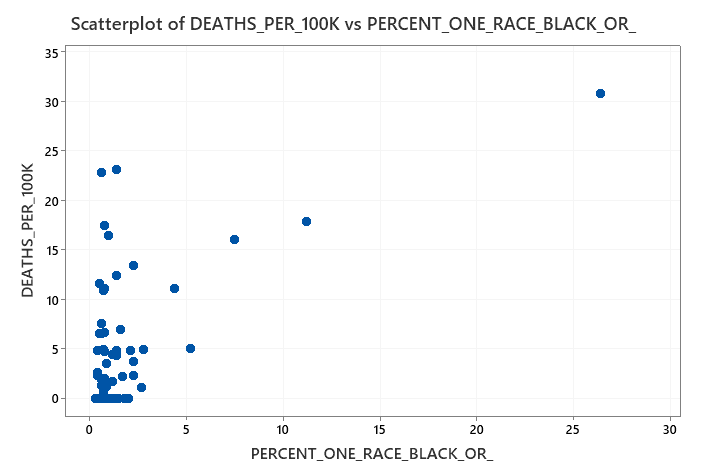 Scatterplot of DEATHS_PER_100K vs PERCENT_ONE_RACE_BLACK_OR_
35
30
25
20
15
10
5
0
DEATHS_PER_100K
0 5 10 15 20 25 30
PERCENT_ONE_RACE_BLACK_OR_